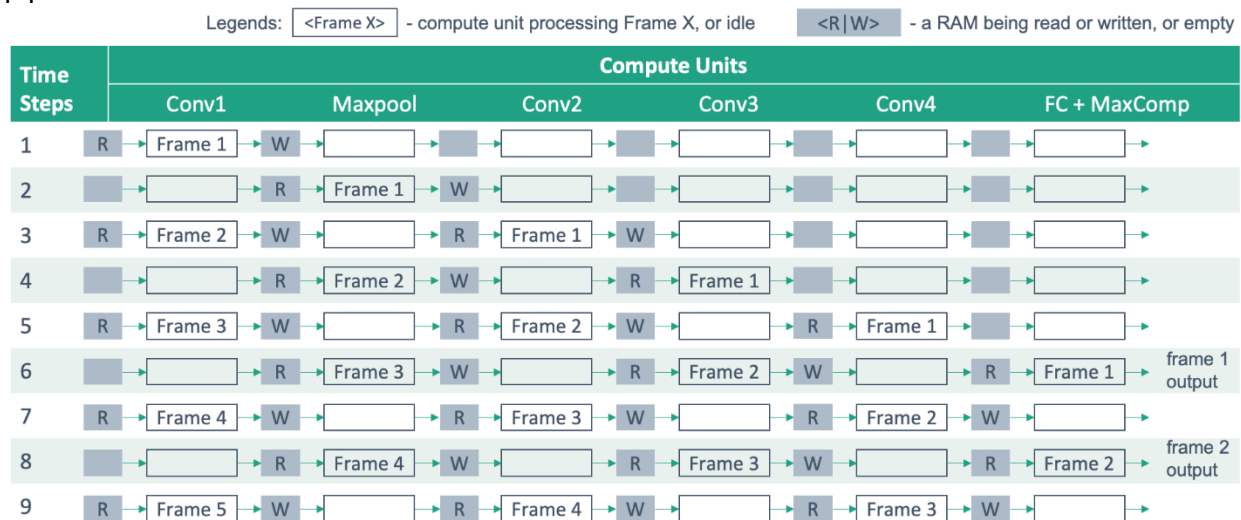 Legends: <Frame X> - compute unit processing Frame X, or idle <R|W> - a RAM being read or written, or empty
Time Steps
Compute Units
Conv1 Maxpool Conv2 Conv3 Conv4 FC + MaxComp
1 R Frame 1 W
2 R Frame 1 W
3 R Frame 2 W R Frame 1 W
4 R Frame 2 W R Frame 1
5 R Frame 3 W R Frame 2 W R Frame 1
6 R Frame 3 W R Frame 2 W R Frame 1 frame 1 output
7 R Frame 4 W R Frame 3 W R Frame 2 W
8 R Frame 4 W R Frame 3 W R Frame 2 frame 2 output
9 R Frame 5 W R Frame 4 W R Frame 3 W